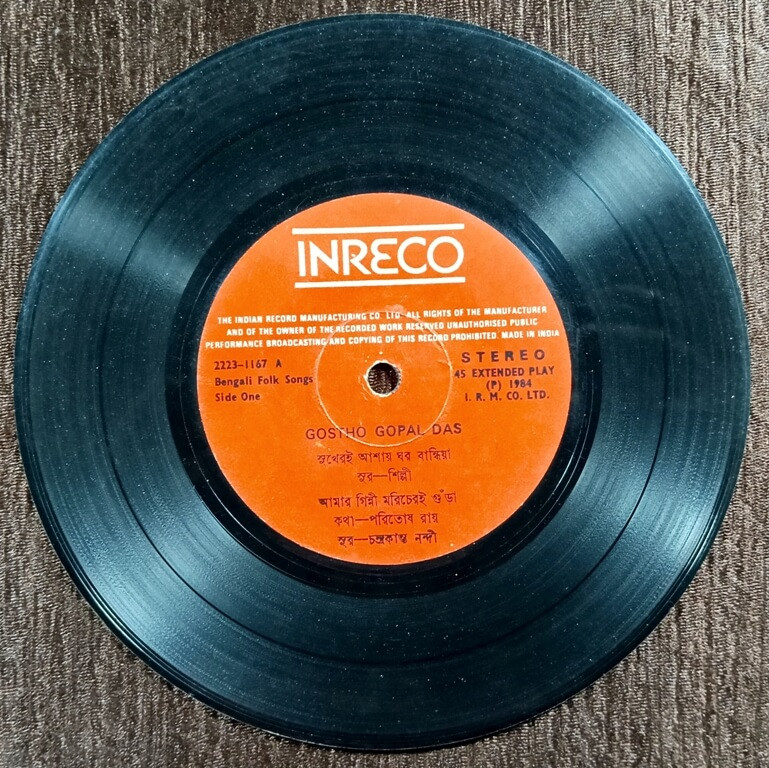 INRECO
THE INDIAN RECORD MANUFACTURING CO. LTD. ALL RIGHTS OF THE MANUFACTURER
AND OF THE OWNER OF THE RECORDED WORK RESERVED UNAUTHORISED PUBLIC
PERFORMANCE BROADCASTING AND COPYING OF THIS RECORD PROHIBITED. MADE IN INDIA
2223-1167 A
Bengali Folk Songs
Side One
STEREO
45 EXTENDED PLAY
(P) 1984
I. R. M. CO. LTD.
GOSTHO GOPAL DAS
সুখেরই আশায় ঘর বান্ধিয়া
সুর—শিল্পী
আমার গিন্নী মরিচেরই গুঁড়া
কথা—পরিতোষ রায়
সুর—চন্দ্রকান্ত নন্দী